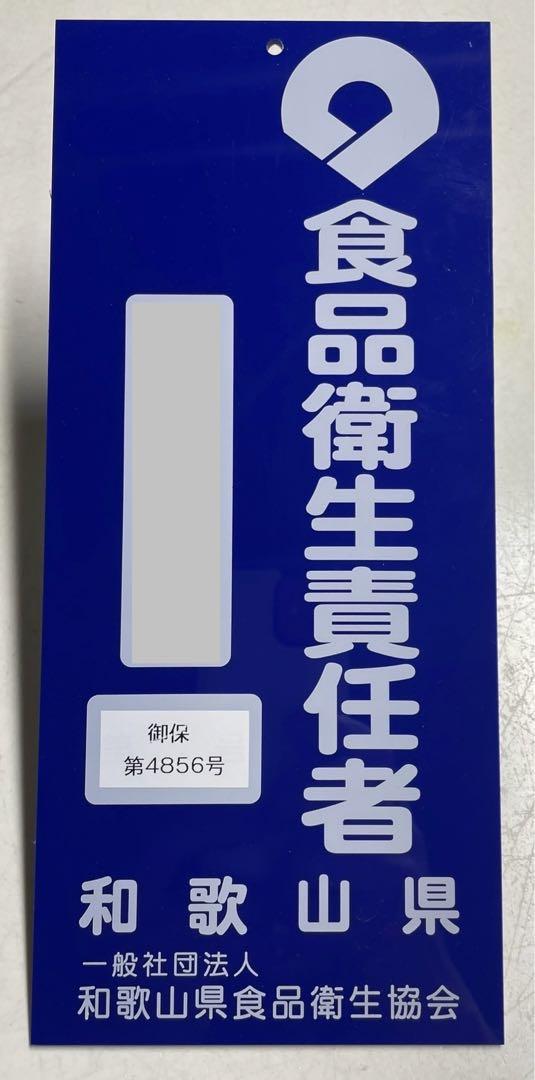 食品衛生責任者
御保
第4856号
和歌山県
一般社団法人
和歌山県食品衛生協会